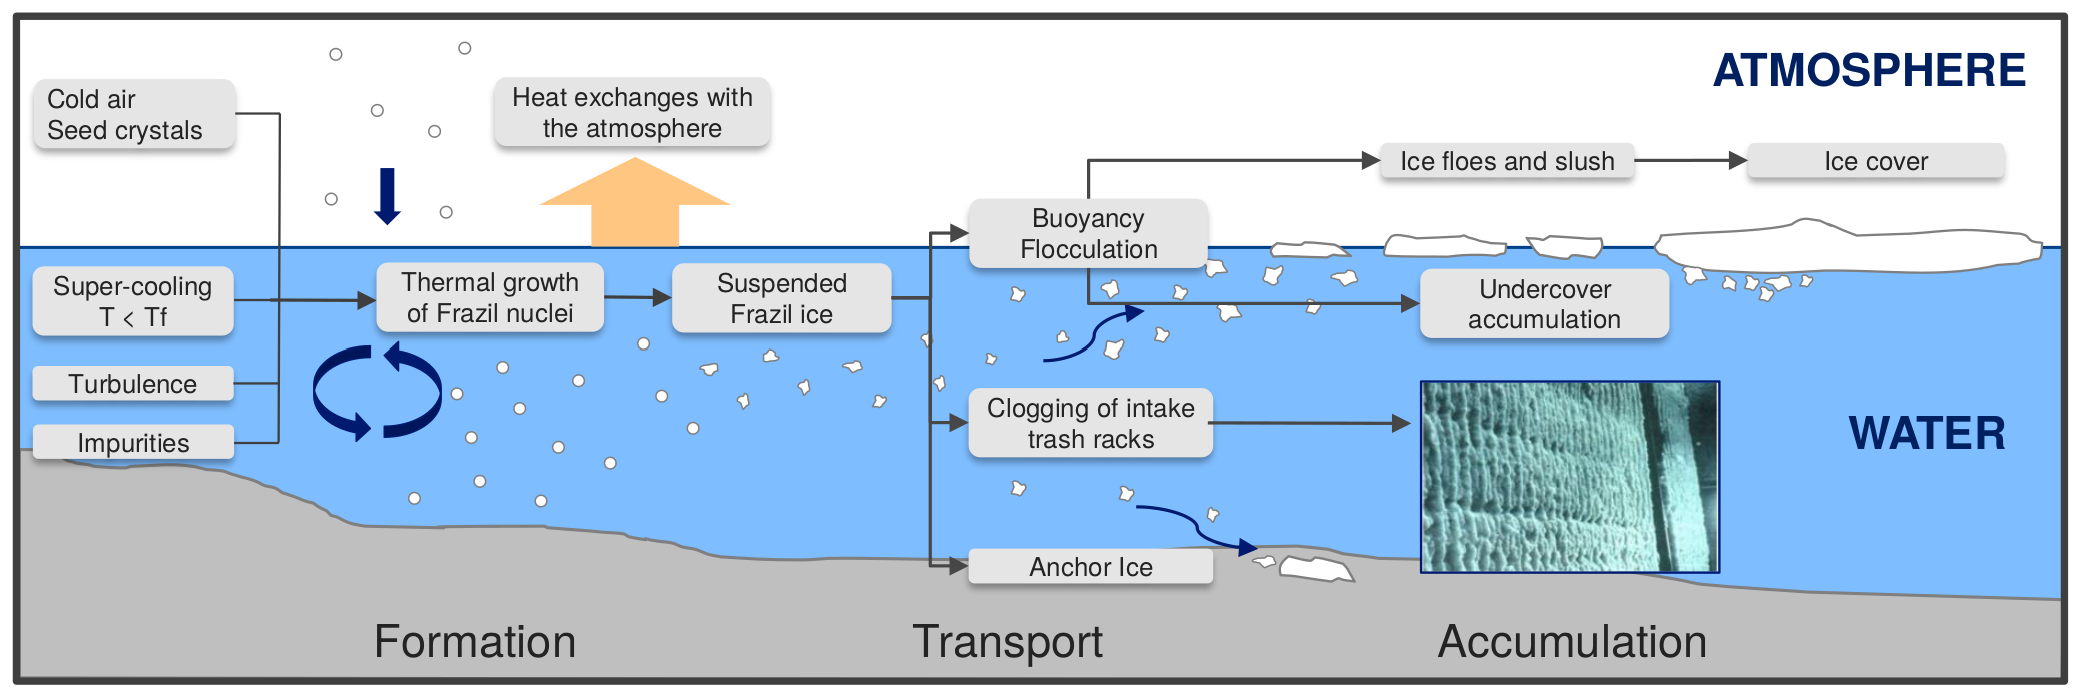 ATMOSPHERE
Cold air
Seed crystals
Heat exchanges with
the atmosphere
Ice floes and slush
Ice cover
Buoyancy
Flocculation
Super-cooling
T < Tf
Thermal growth
of Frazil nuclei
Suspended
Frazil ice
Undercover
accumulation
Turbulence
Clogging of intake
trash racks
WATER
Impurities
Anchor Ice
Formation
Transport
Accumulation